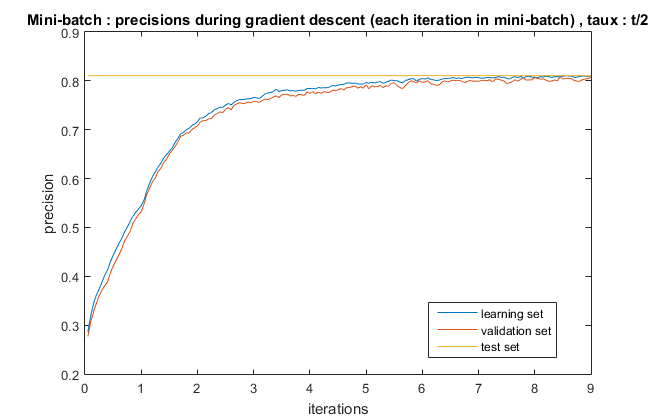 Mini-batch : precisions during gradient descent (each iteration in mini-batch) , taux : t/2
0.9
0.8
0.7
0.6
0.5
0.4
0.3
0.2
precision
learning set
validation set
test set
0 1 2 3 4 5 6 7 8 9
iterations